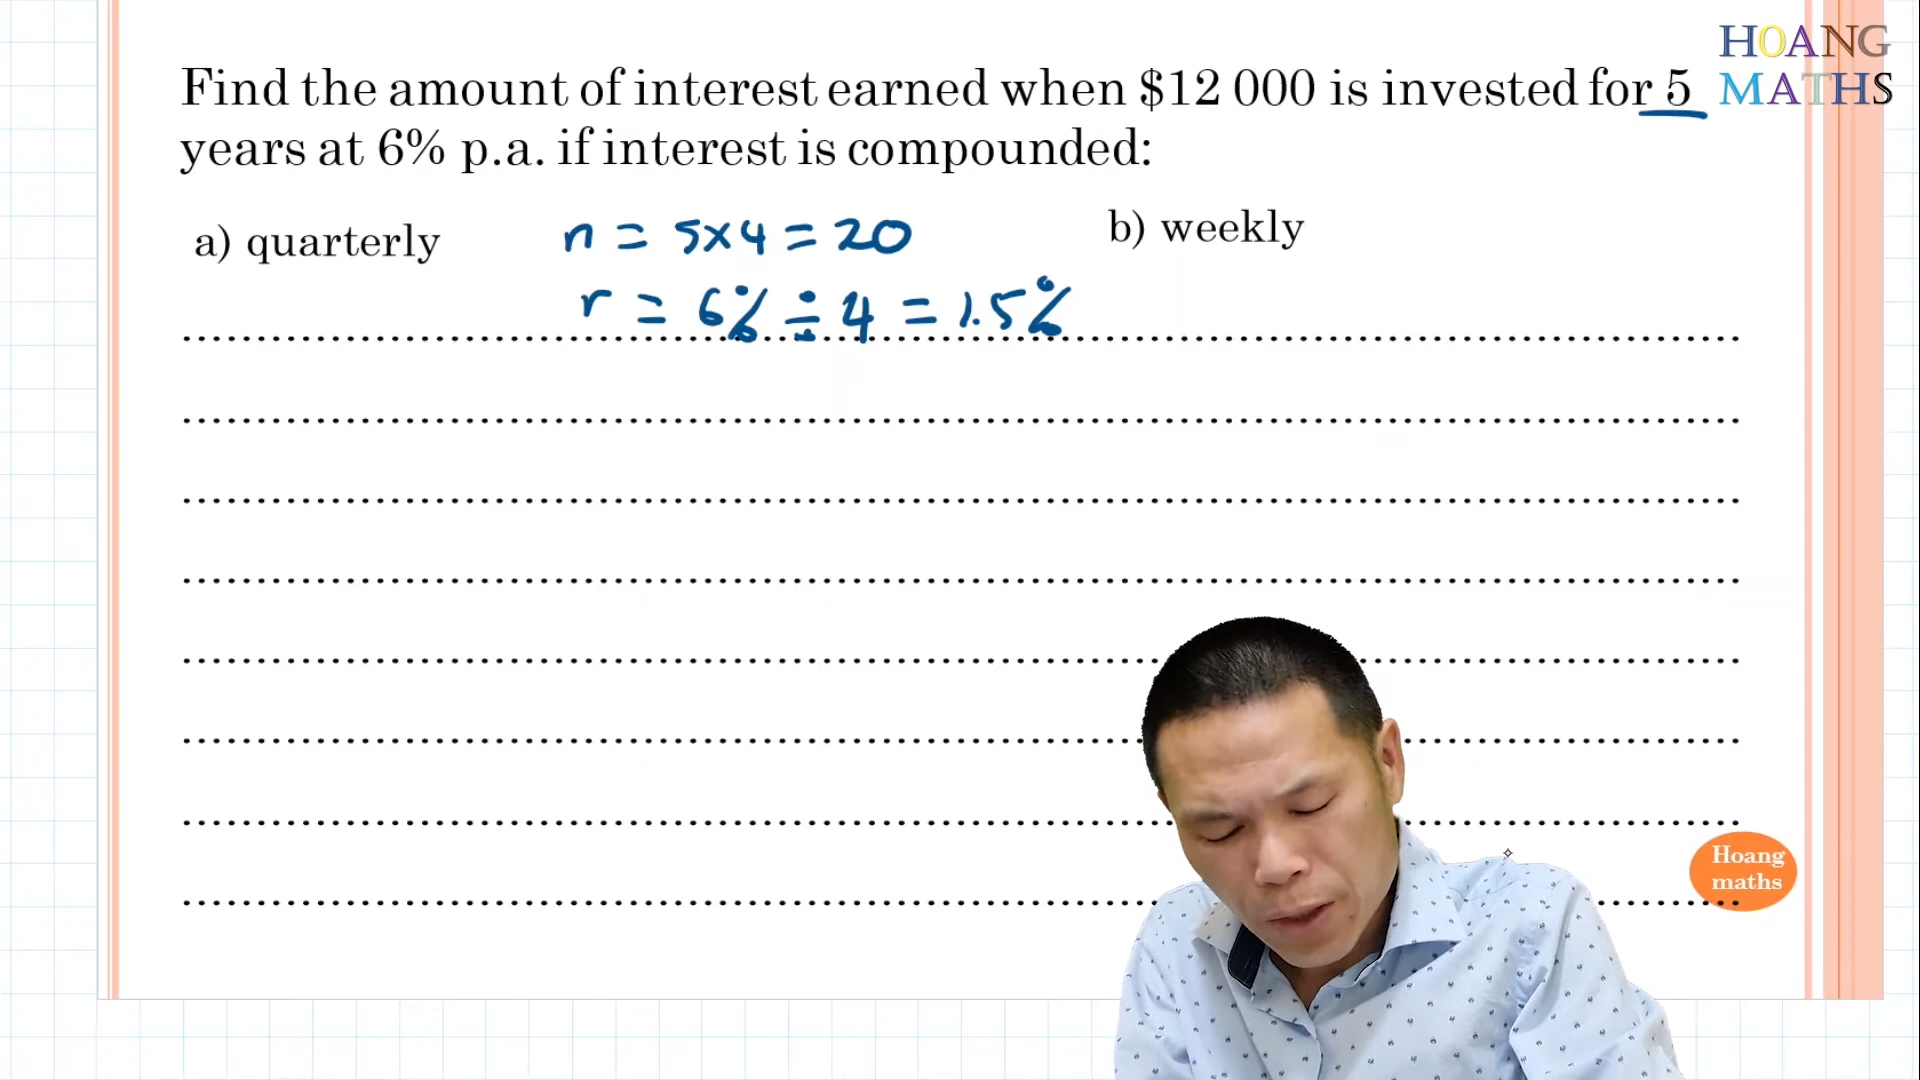 HOANG
MATHS
Find the amount of interest earned when $12 000 is invested for 5
years at 6% p.a. if interest is compounded:
a) quarterly n = 5×4 = 20 b) weekly
r = 6% ÷ 4 = 1.5%
Hoang
maths